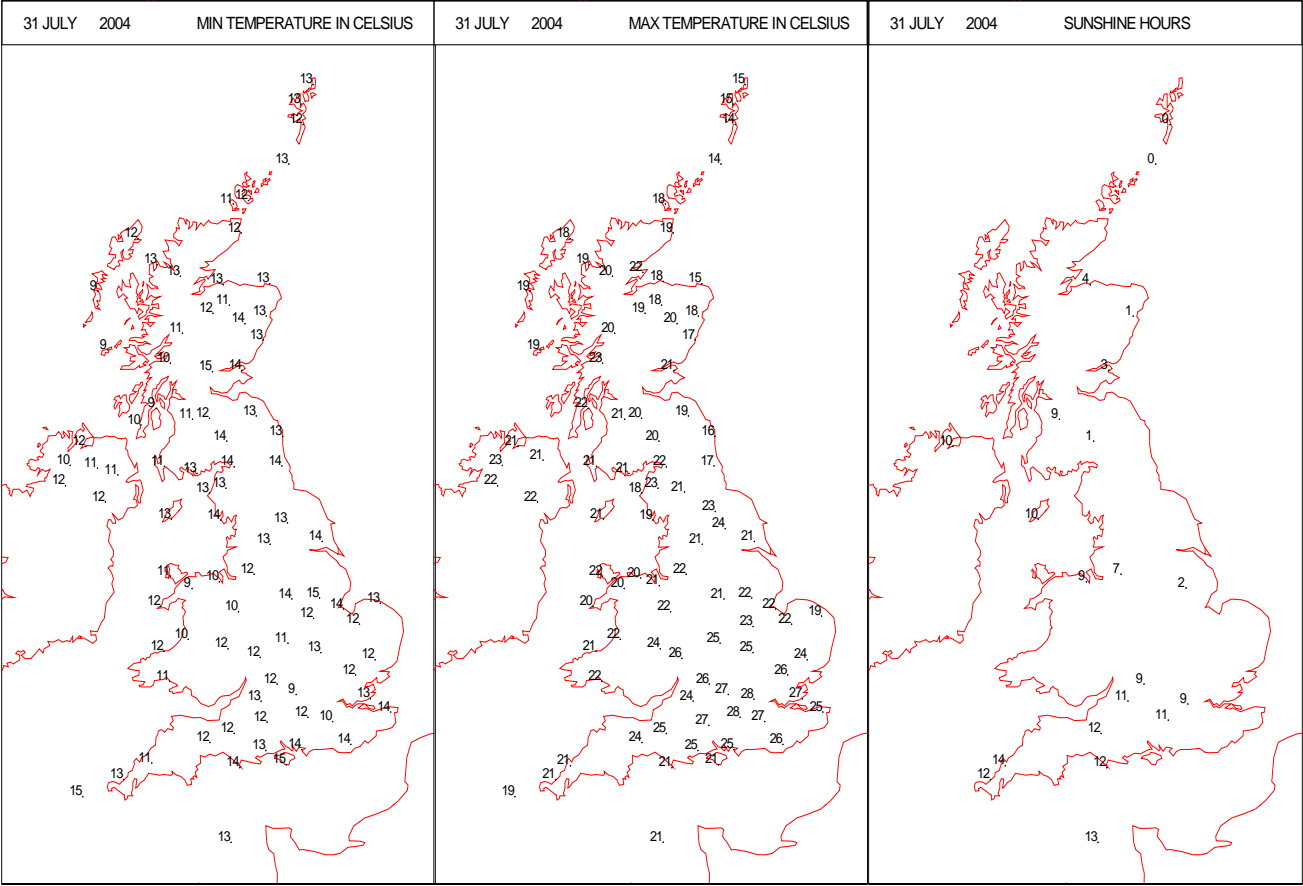 31 JULY 2004 MIN TEMPERATURE IN CELSIUS
13.
13.
12.
13.
11 12.
12.
12.
13.
13.
13. 13.
9.
11.
12. 13.
14.
11. 13.
9.
10. 15. 14.
9.
10. 11. 12. 13.
12. 14. 13.
10. 11. 11. 11. 13. 14. 14.
12. 13. 13.
12.
13. 14. 13.
13. 14.
11. 9. 10. 12.
12. 10. 14. 15. 14. 13.
12. 12.
12. 10. 12. 12. 11. 13. 12.
11. 12. 9. 12.
13. 13. 14.
12. 12. 12. 10.
12. 13. 14. 14.
11. 14. 15.
13.
15.
13.
31 JULY 2004 MAX TEMPERATURE IN CELSIUS
15.
15.
14.
14.
18.
19.
18.
19. 20. 22.
18. 15.
19.
18.
19. 20. 18.
20. 17.
19.
23. 21.
22. 21. 20. 19.
21. 20. 16.
23. 21. 21. 21. 22. 17.
22. 22. 18. 23. 21.
21. 19. 23. 24.
21. 21.
22. 20. 20. 21. 22.
20. 22. 21. 22. 22. 19.
23. 22.
21. 22. 24. 26. 25. 25. 24.
22. 26. 27. 26.
24. 28. 27. 25.
25. 27. 28. 27.
24. 25. 25. 26.
21. 21. 21.
21.
19.
21.
31 JULY 2004 SUNSHINE HOURS
0.
0.
4.
1.
3.
9.
10. 1.
10.
9. 7. 2.
9.
11. 9.
12. 11.
14. 12.
12.
13.